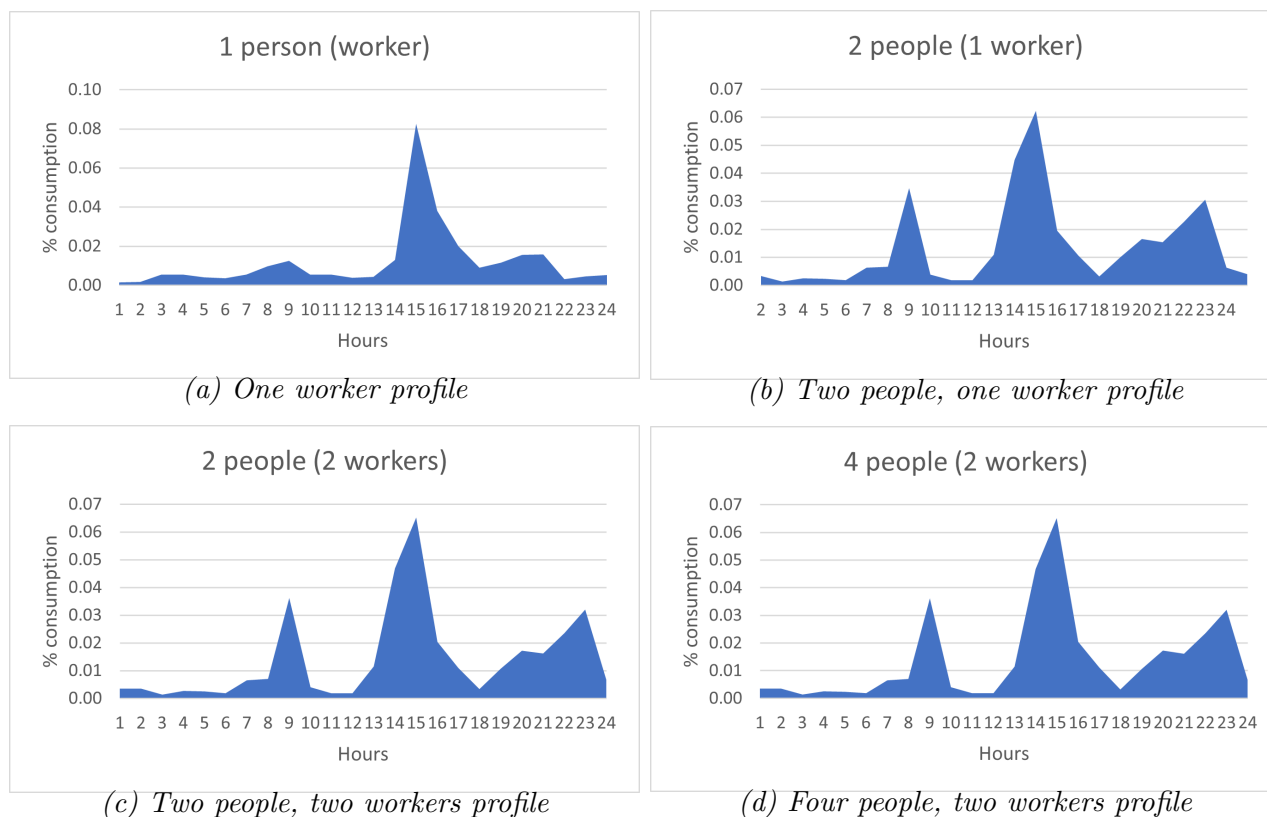 1 person (worker)
0.10
0.08
0.06
0.04
0.02
0.00
% consumption
1 2 3 4 5 6 7 8 9 10 11 12 13 14 15 16 17 18 19 20 21 22 23 24
Hours
(a) One worker profile
2 people (1 worker)
0.07
0.06
0.05
0.04
0.03
0.02
0.01
0.00
% consumption
2 3 4 5 6 7 8 9 10 11 12 13 14 15 16 17 18 19 20 21 22 23 24
Hours
(b) Two people, one worker profile
2 people (2 workers)
0.07
0.06
0.05
0.04
0.03
0.02
0.01
0.00
% consumption
1 2 3 4 5 6 7 8 9 10 11 12 13 14 15 16 17 18 19 20 21 22 23 24
Hours
(c) Two people, two workers profile
4 people (2 workers)
0.07
0.06
0.05
0.04
0.03
0.02
0.01
0.00
% consumption
1 2 3 4 5 6 7 8 9 10 11 12 13 14 15 16 17 18 19 20 21 22 23 24
Hours
(d) Four people, two workers profile